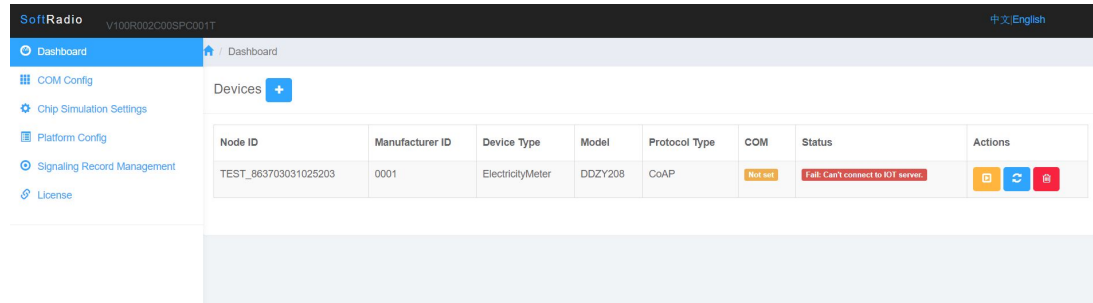 SoftRadio V100R002C00SPC001T 中文|English
Dashboard
COM Config
Chip Simulation Settings
Platform Config
Signaling Record Management
License
/ Dashboard
Devices +
Node ID Manufacturer ID Device Type Model Protocol Type COM Status Actions
TEST_863703031025203 0001 ElectricityMeter DDZY208 CoAP Not set Fail: Can't connect to IOT server.